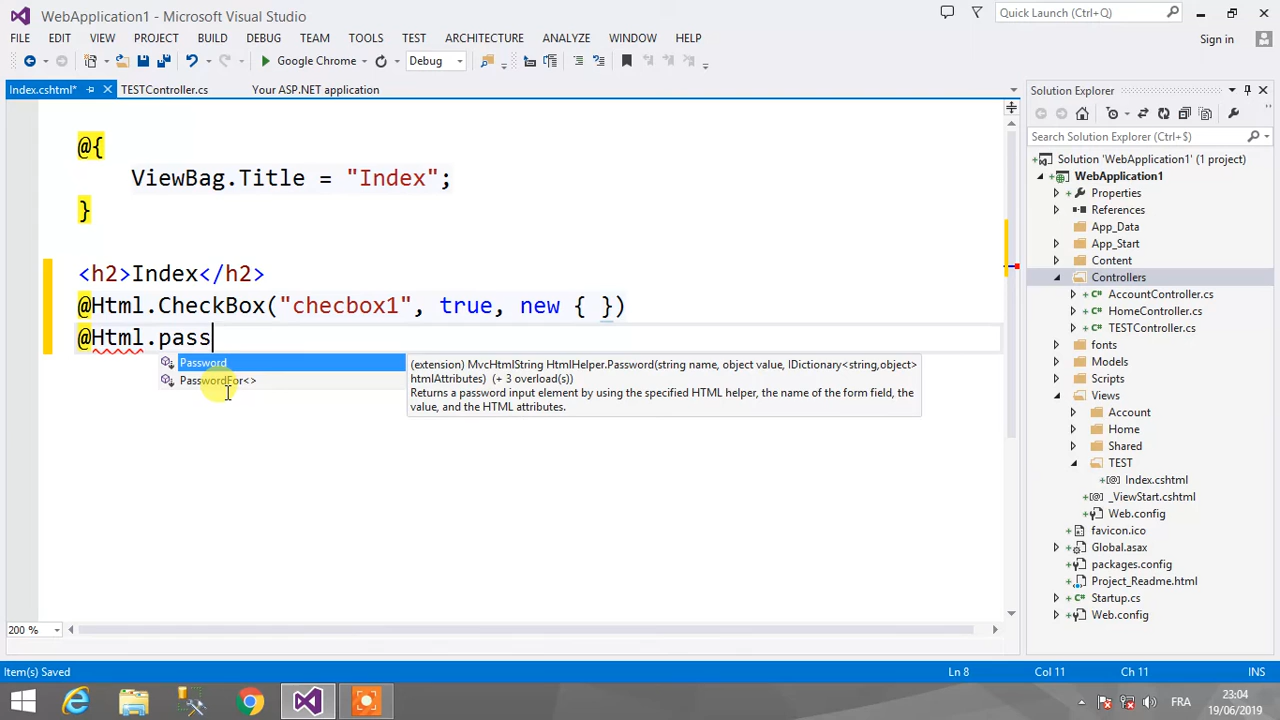 WebApplication1 - Microsoft Visual Studio
Quick Launch (Ctrl+Q)
FILE EDIT VIEW PROJECT BUILD DEBUG TEAM TOOLS TEST ARCHITECTURE ANALYZE WINDOW HELP
Sign in
Google Chrome Debug
Index.cshtml* TESTController.cs Your ASP.NET application
@{
ViewBag.Title = "Index";
}
<h2>Index</h2>
@Html.CheckBox("checbox1", true, new { })
@Html.pass
Password
PasswordFor<>
(extension) MvcHtmlString HtmlHelper.Password(string name, object value, IDictionary<string,object>
htmlAttributes) (+ 3 overload(s))
Returns a password input element by using the specified HTML helper, the name of the form field, the
value, and the HTML attributes.
200 %
Solution Explorer
Search Solution Explorer (Ctrl+$)
Solution 'WebApplication1' (1 project)
WebApplication1
Properties
References
App_Data
App_Start
Content
Controllers
AccountController.cs
HomeController.cs
TESTController.cs
fonts
Models
Scripts
Views
Account
Home
Shared
TEST
Index.cshtml
_ViewStart.cshtml
Web.config
favicon.ico
Global.asax
packages.config
Project_Readme.html
Startup.cs
Web.config
Item(s) Saved Ln 8 Col 11 Ch 11 INS
FRA
23:04
19/06/2019